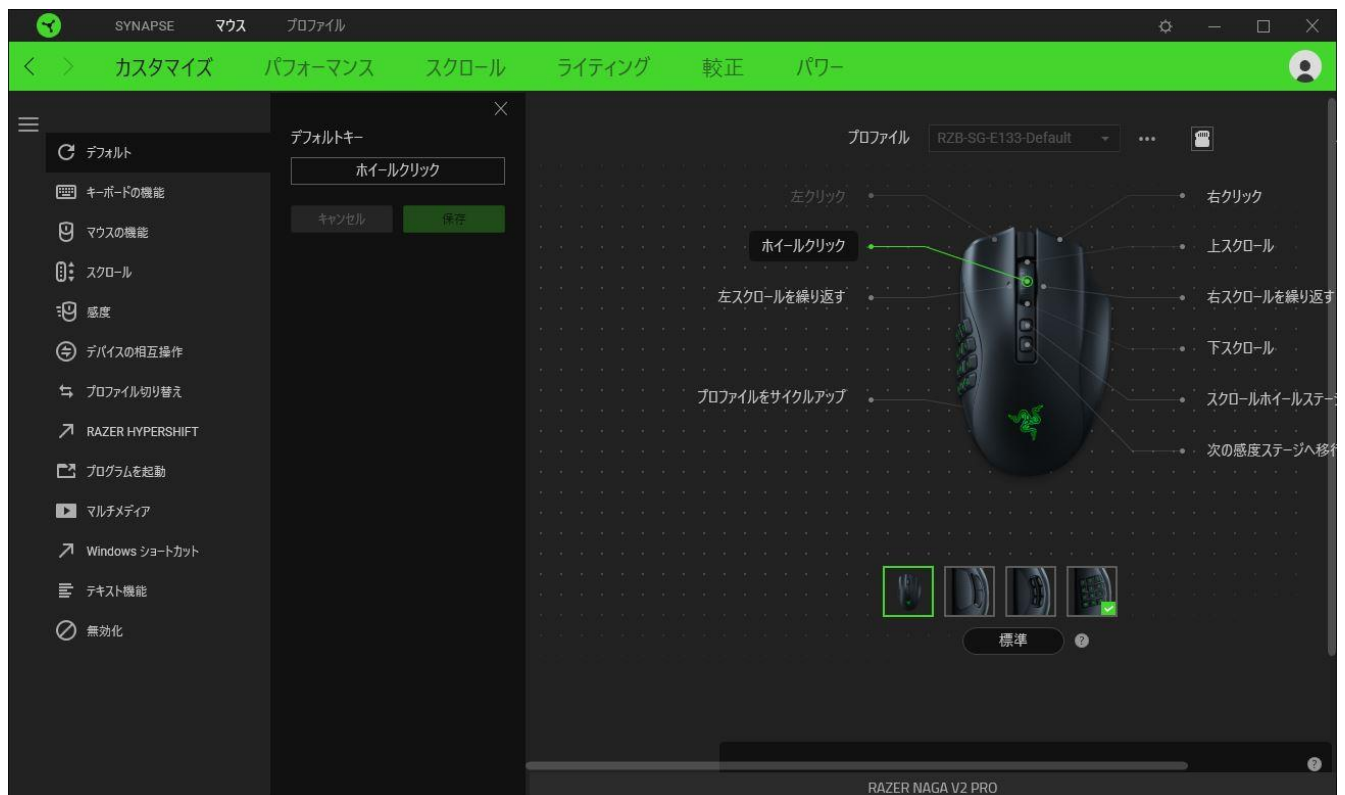 SYNAPSE マウス プロファイル
カスタマイズ パフォーマンス スクロール ライティング 較正 パワー
デフォルト
キーボードの機能
マウスの機能
スクロール
感度
デバイスの相互操作
プロファイル切り替え
RAZER HYPERSHIFT
プログラムを起動
マルチメディア
Windows ショートカット
テキスト機能
無効化
デフォルトキー
ホイールクリック
キャンセル 保存
プロファイル RZB-SG-E133-Default
左クリック
ホイールクリック
左スクロールを繰り返す
プロファイルをサイクルアップ
右クリック
上スクロール
右スクロールを繰り返す
下スクロール
スクロールホイールステー
次の感度ステージへ移行
標準 ?
?
RAZER NAGA V2 PRO